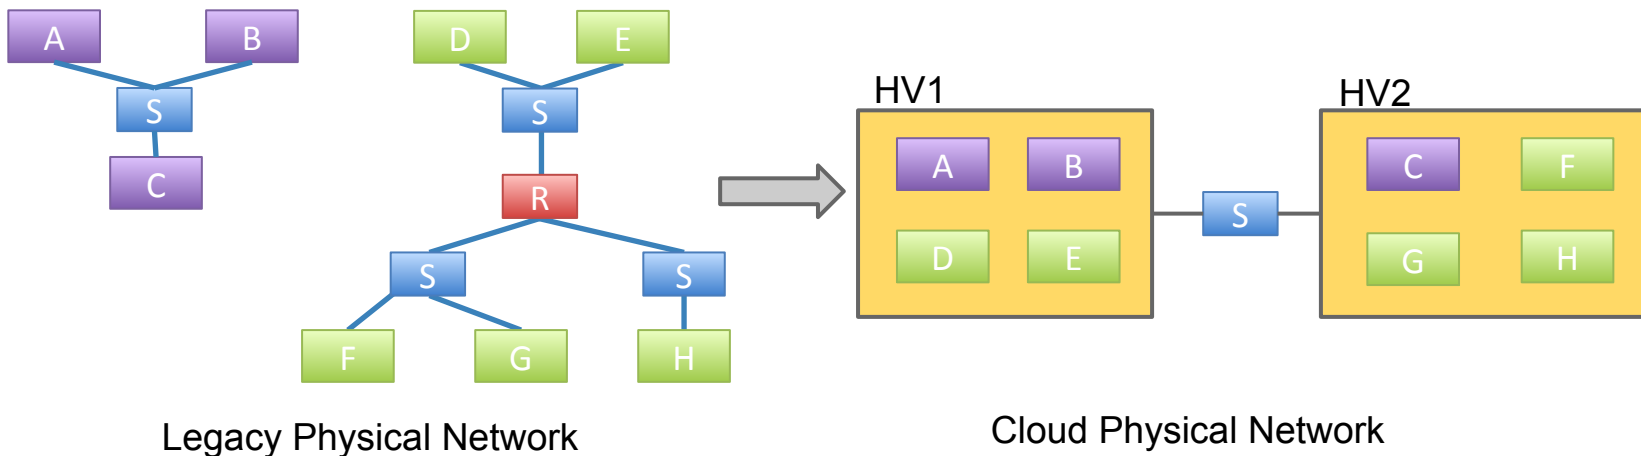 A
B
S
C
D
E
S
R
S
S
F
G
H
Legacy Physical Network
HV1
A
B
D
E
S
HV2
C
F
G
H
Cloud Physical Network